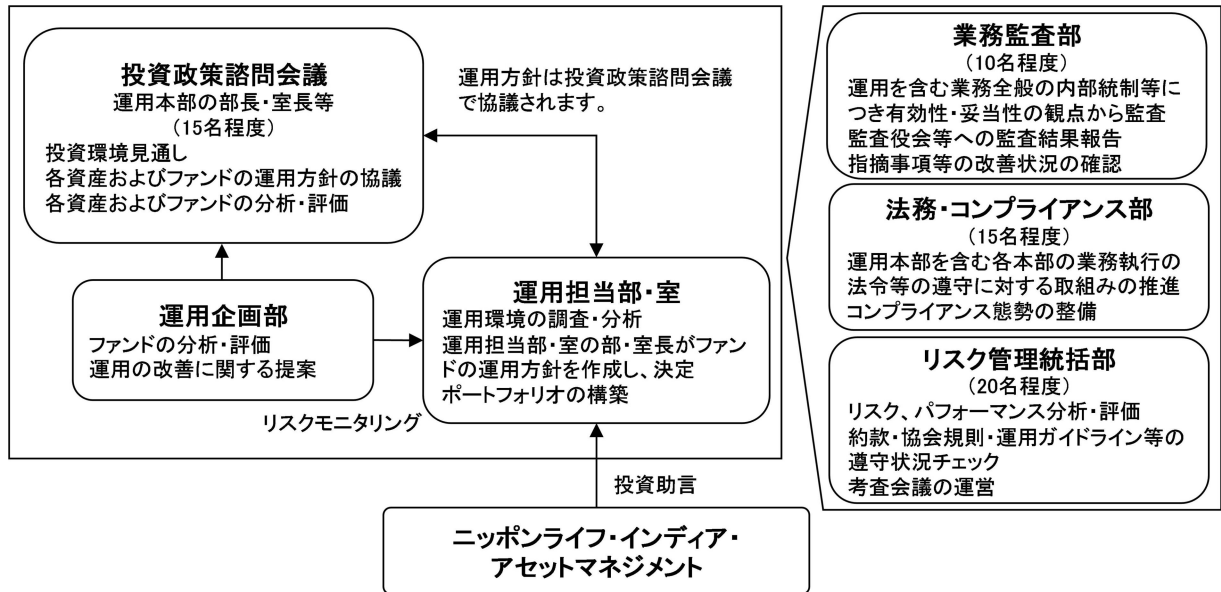 投資政策諮問会議
運用本部の部長・室長等
（15名程度）
投資環境見通し
各資産およびファンドの運用方針の協議
各資産およびファンドの分析・評価
運用方針は投資政策諮問会議
で協議されます。
運用企画部
ファンドの分析・評価
運用の改善に関する提案
リスクモニタリング
運用担当部・室
運用環境の調査・分析
運用担当部・室の部・室長がファン
ドの運用方針を作成し、決定
ポートフォリオの構築
投資助言
ニッポンライフ・インディア・
アセットマネジメント
業務監査部
（10名程度）
運用を含む業務全般の内部統制等に
つき有効性・妥当性の観点から監査
監査役会等への監査結果報告
指摘事項等の改善状況の確認
法務・コンプライアンス部
（15名程度）
運用本部を含む各本部の業務執行の
法令等の遵守に対する取組みの推進
コンプライアンス態勢の整備
リスク管理統括部
（20名程度）
リスク、パフォーマンス分析・評価
約款・協会規則・運用ガイドライン等の
遵守状況チェック
考査会議の運営